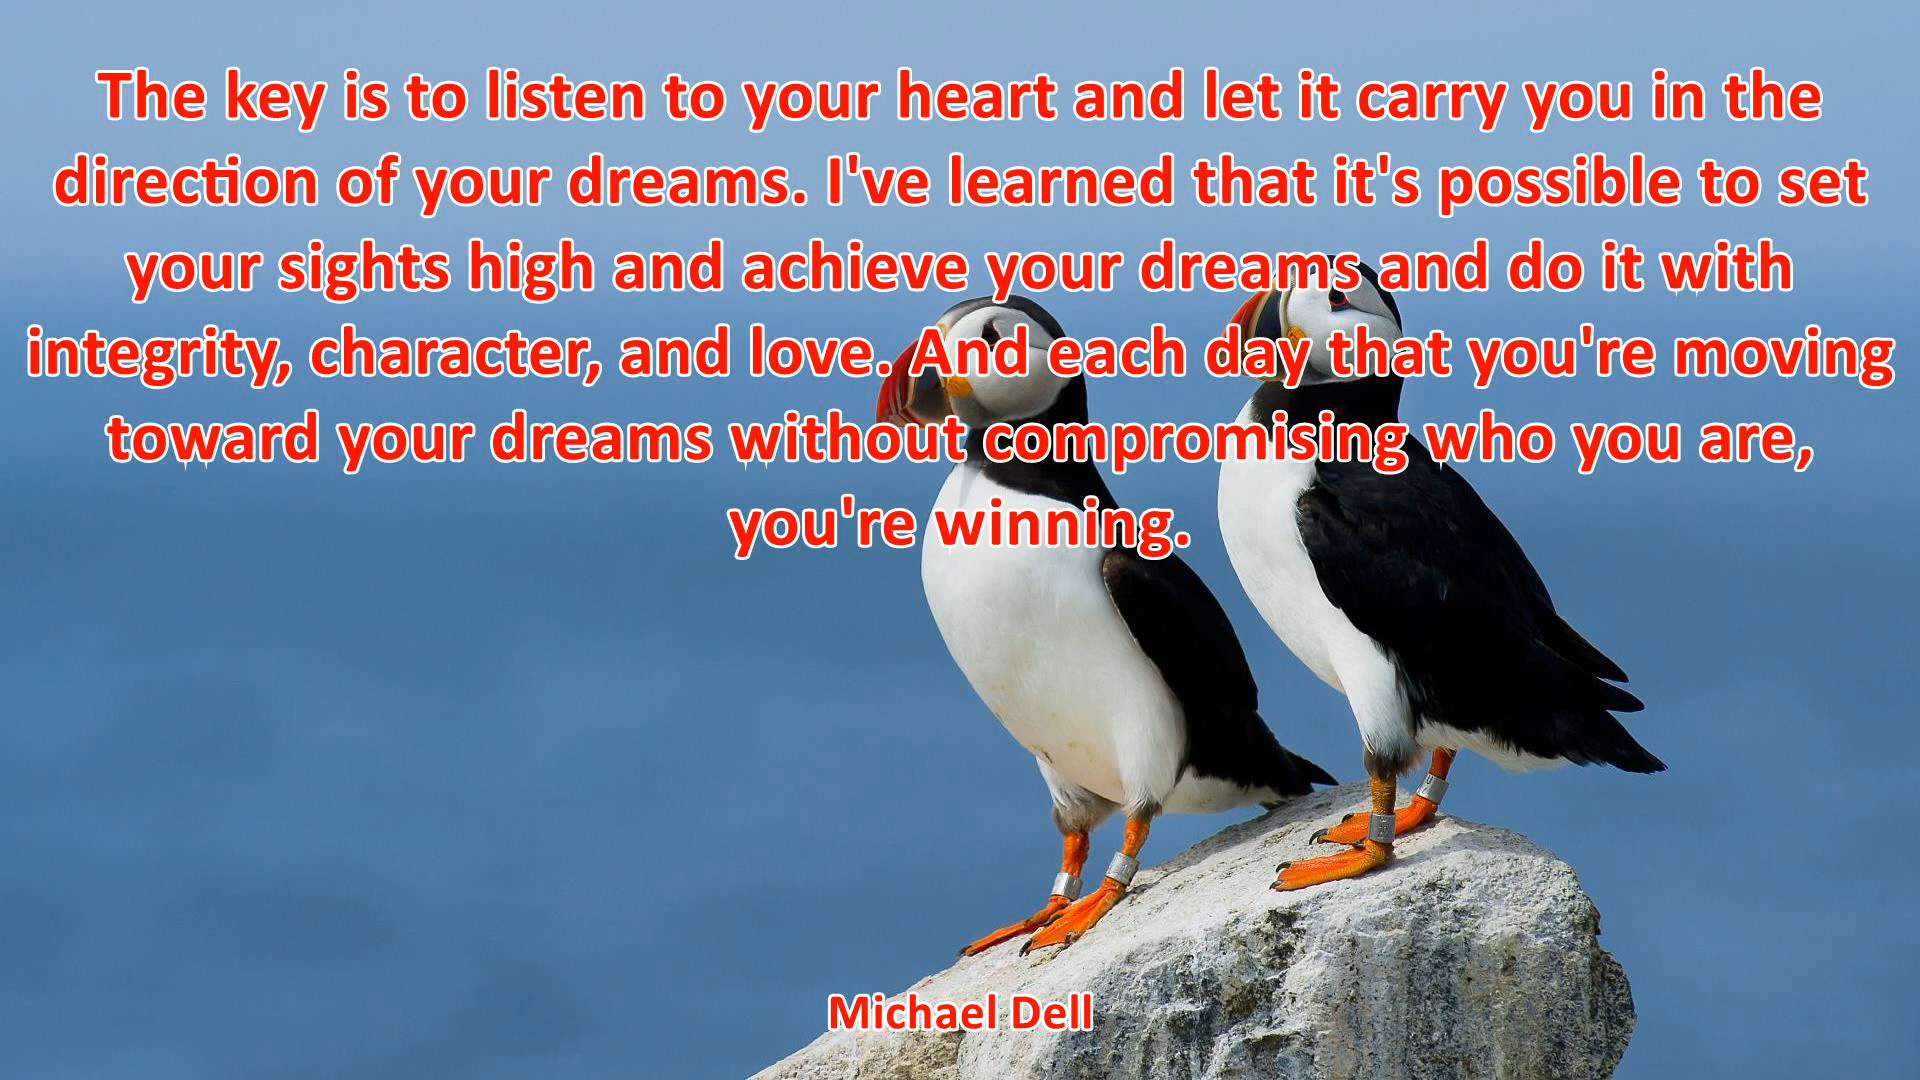 The key is to listen to your heart and let it carry you in the
direction of your dreams. I've learned that it's possible to set
your sights high and achieve your dreams and do it with
integrity, character, and love. And each day that you're moving
toward your dreams without compromising who you are,
you're winning.
Michael Dell